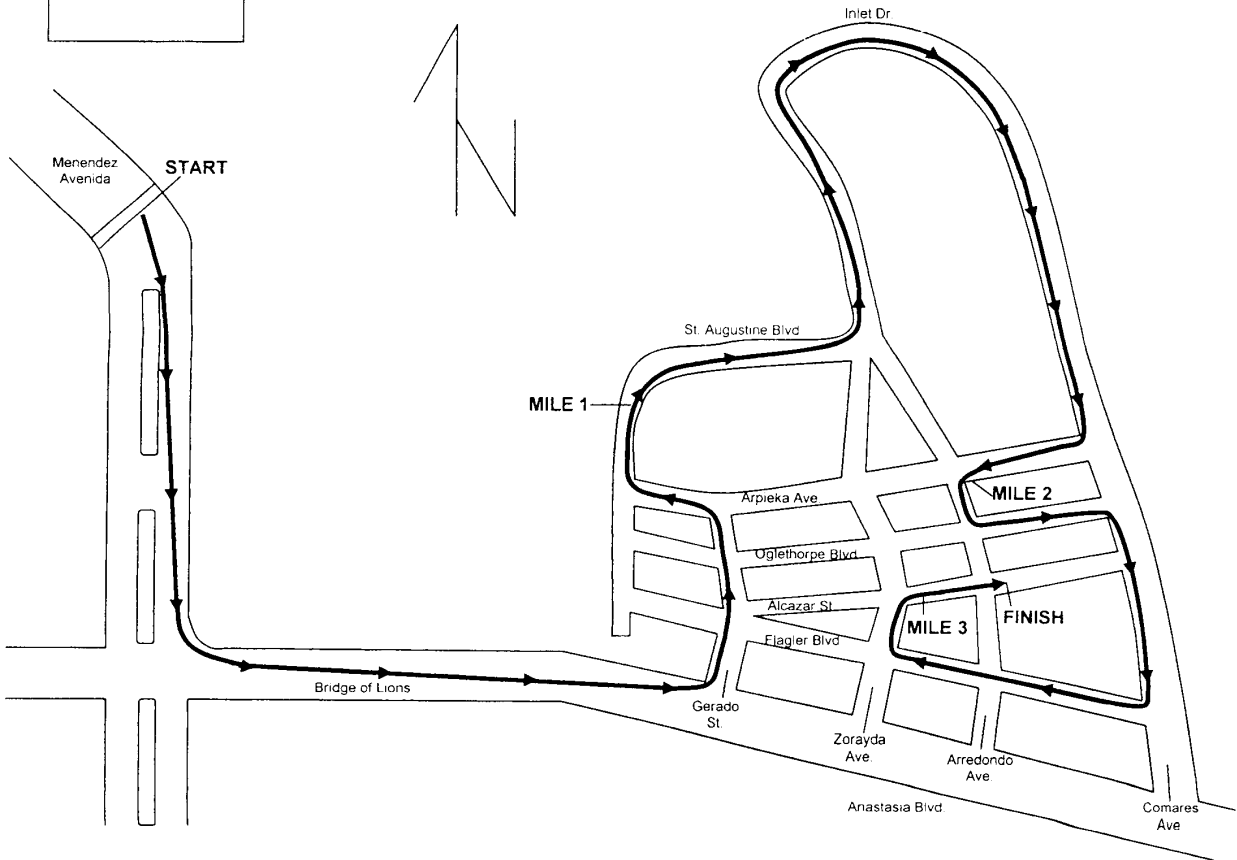 Inlet Dr.
Menendez
Avenida
START
N
St. Augustine Blvd
MILE 1
Arpieka Ave
MILE 2
Oglethorpe Blvd.
Alcazar St.
Flagler Blvd
MILE 3
FINISH
Bridge of Lions
Gerado
St.
Zorayda
Ave.
Arredondo
Ave.
Anastasia Blvd.
Comares
Ave